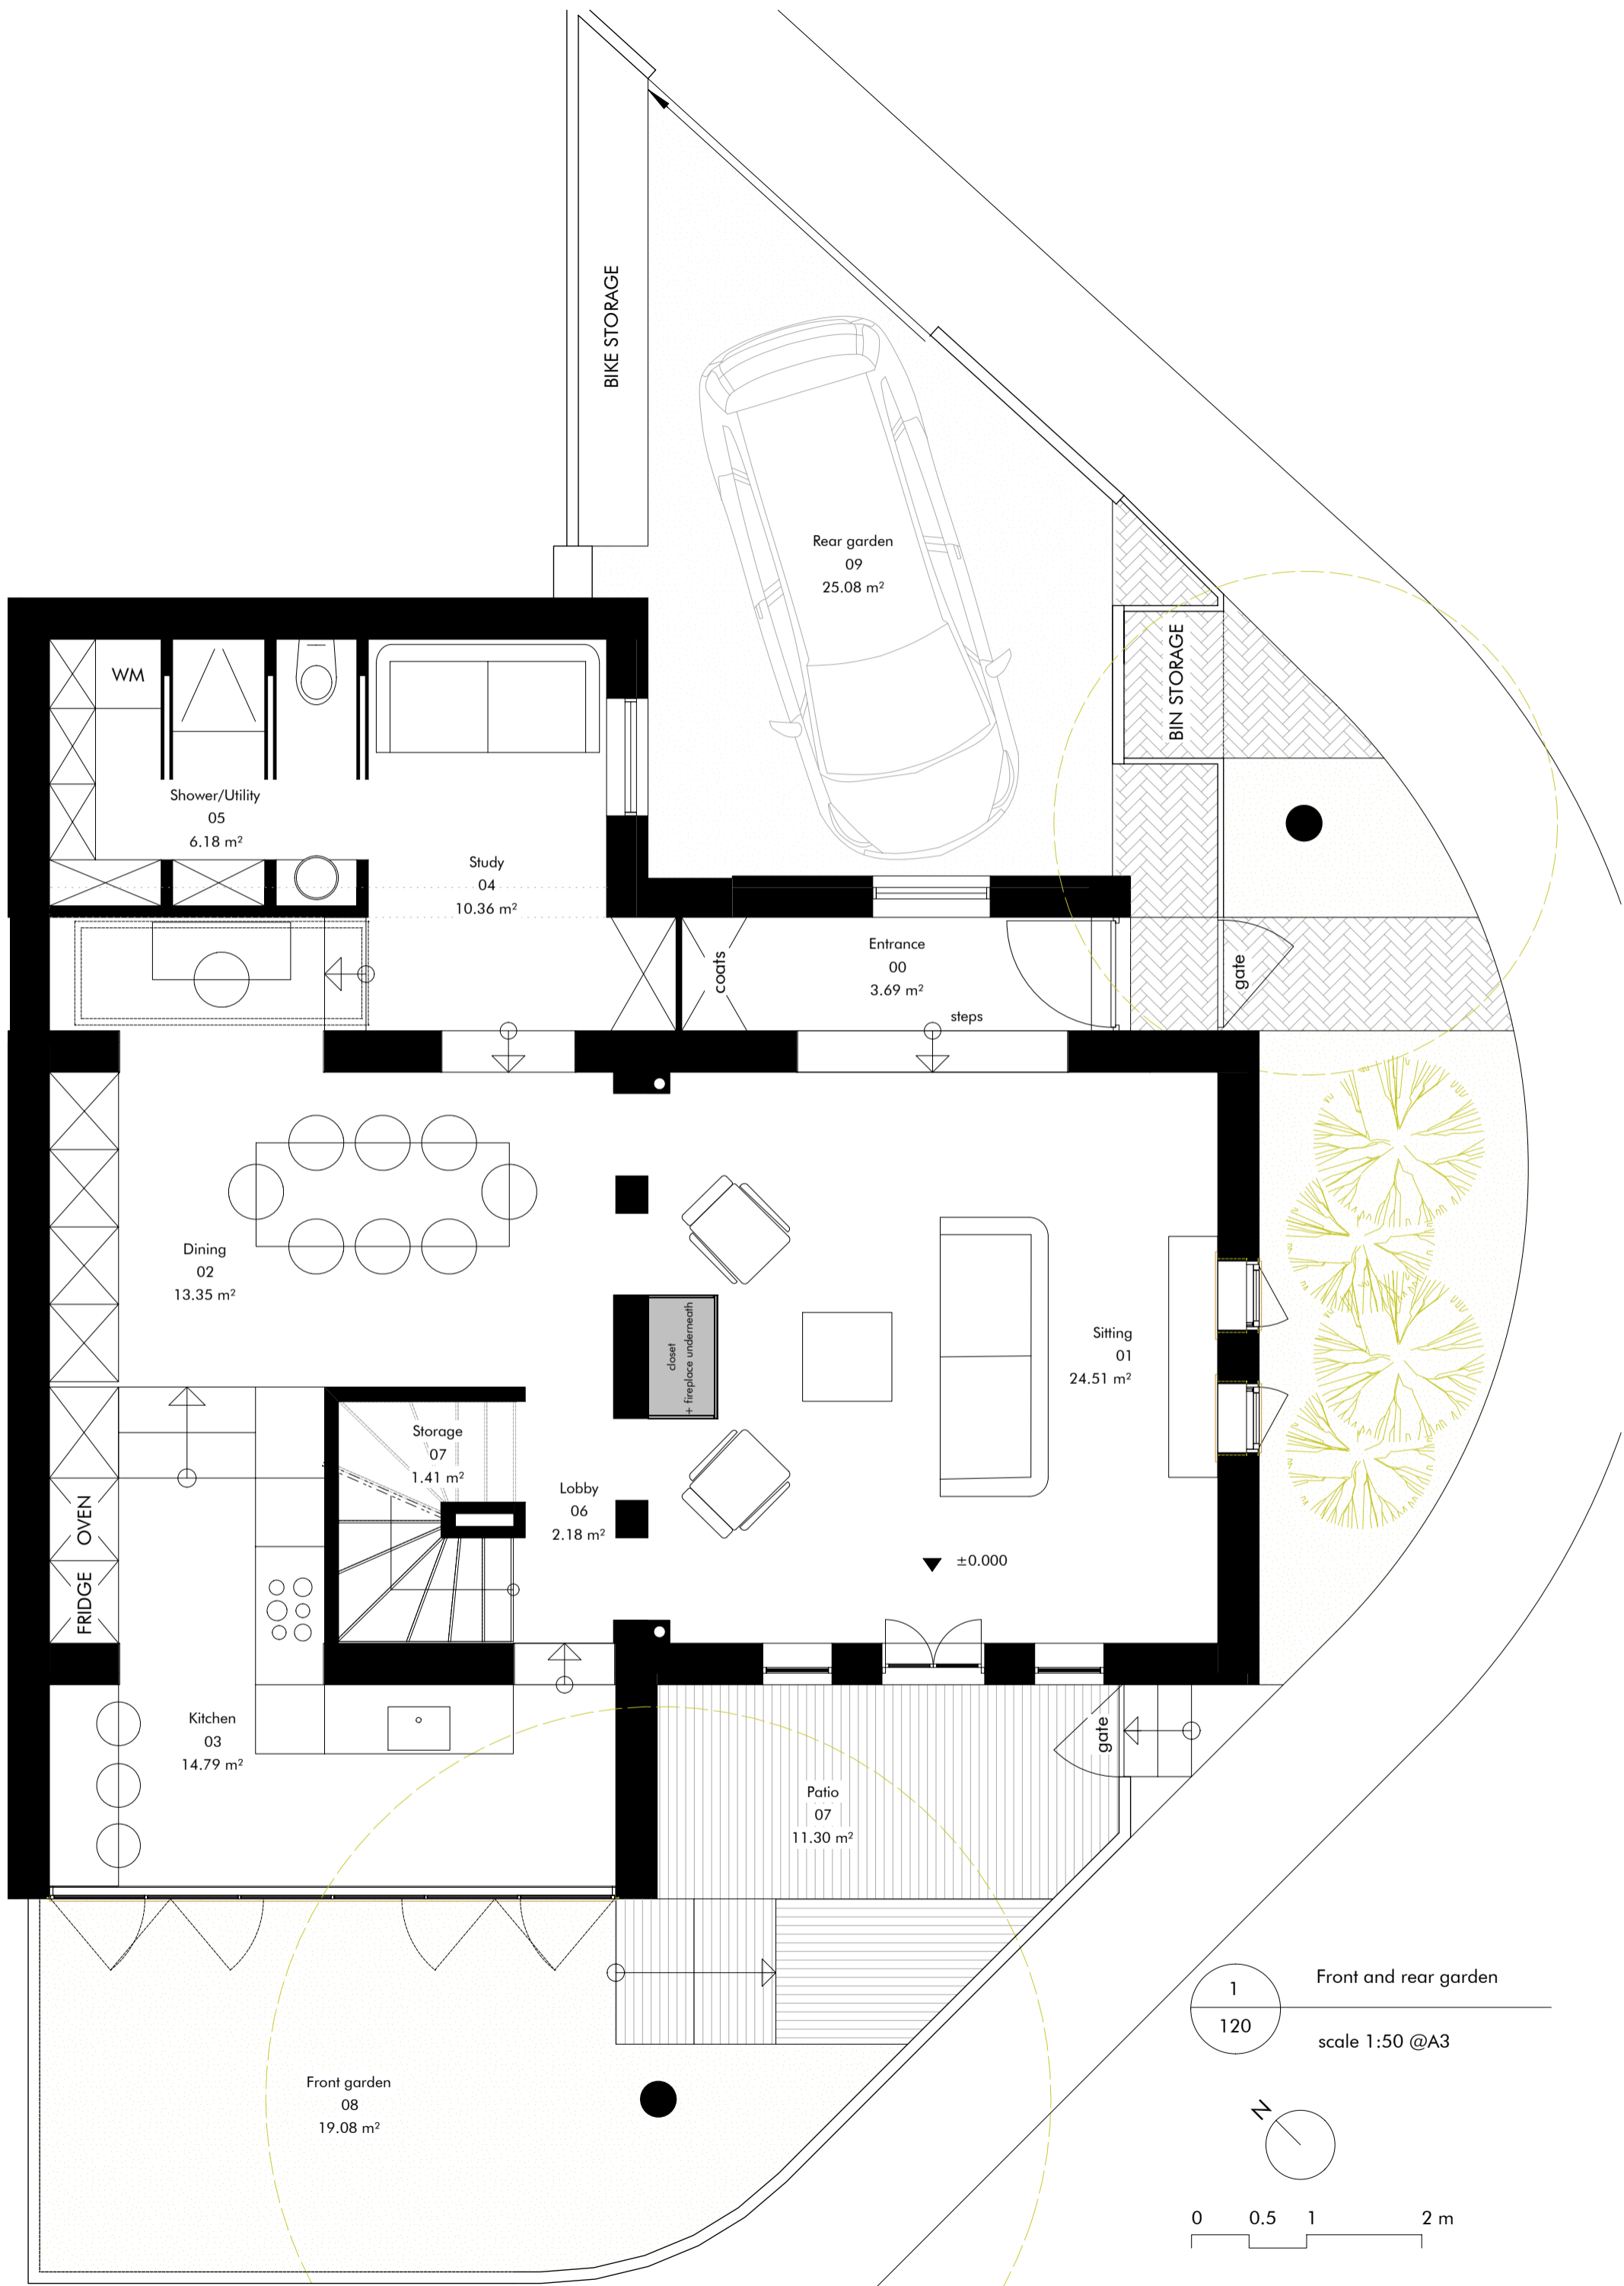 BIKE STORAGE
Rear garden
09
25.08 m²
BIN STORAGE
WM
Shower/Utility
05
6.18 m²
Study
04
10.36 m²
coats
Entrance
00
3.69 m²
steps
gate
Dining
02
13.35 m²
closet
+ fireplace underneath
Sitting
01
24.51 m²
Storage
07
1.41 m²
Lobby
06
2.18 m²
OVEN
FRIDGE
±0.000
Kitchen
03
14.79 m²
gate
Patio
07
11.30 m²
Front garden
08
19.08 m²
1
120
Front and rear garden
scale 1:50 @A3
N
0 0.5 1 2 m